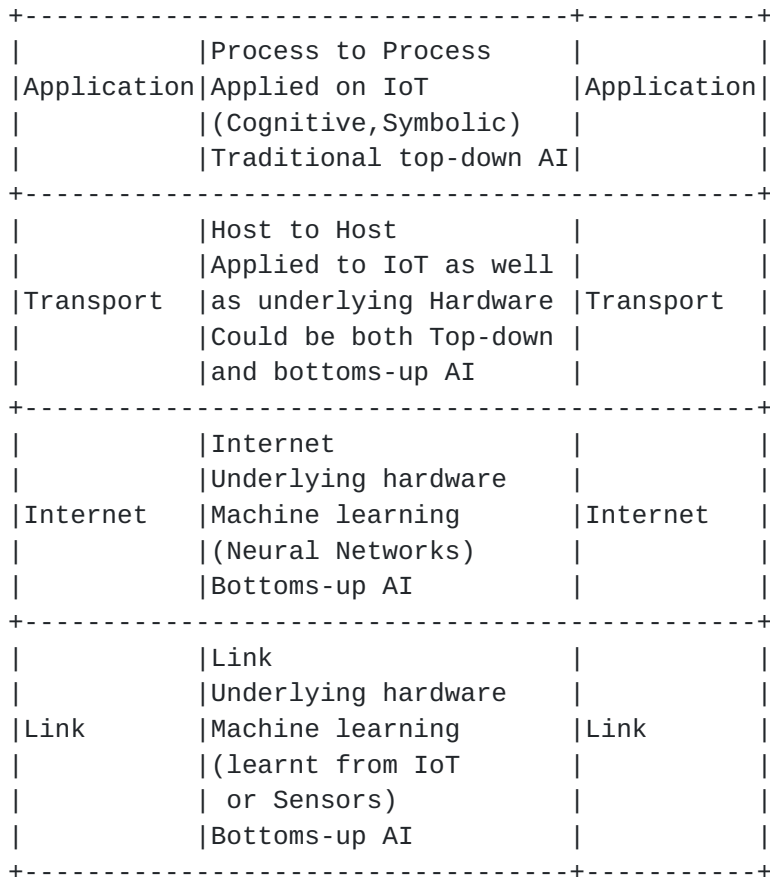 +----------------------------------+-----------+
|           |Process to Process     |           |
|Application|Applied on IoT         |Application|
|           |(Cognitive,Symbolic)   |           |
|           |Traditional top-down AI|           |
+-----------------------------------------------+
|           |Host to Host           |           |
|           |Applied to IoT as well |           |
|Transport  |as underlying Hardware |Transport  |
|           |Could be both Top-down |           |
|           |and bottoms-up AI      |           |
+-----------------------------------------------+
|           |Internet               |           |
|           |Underlying hardware    |           |
|Internet   |Machine learning       |Internet   |
|           |(Neural Networks)      |           |
|           |Bottoms-up AI          |           |
+-----------------------------------------------+
|           |Link                   |           |
|           |Underlying hardware    |           |
|Link       |Machine learning       |Link       |
|           |(learnt from IoT       |           |
|           | or Sensors)           |           |
|           |Bottoms-up AI          |           |
+-----------------------------------+-----------+